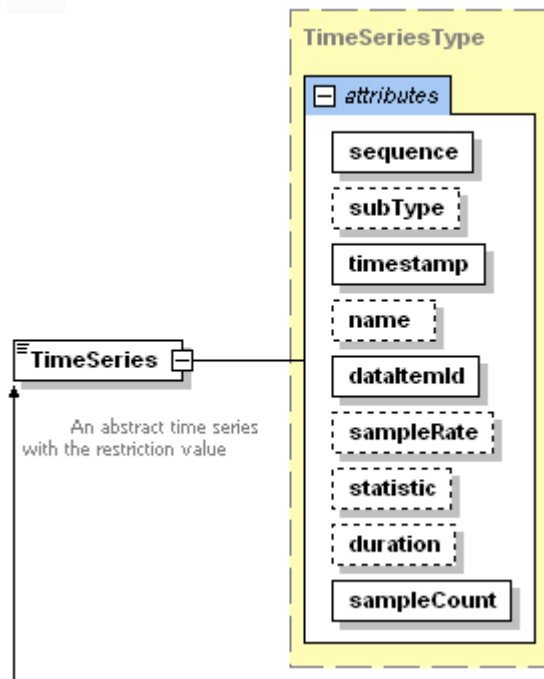 TimeSeriesType
attributes
sequence
subType
timestamp
name
dataItemId
TimeSeries
sampleRate
An abstract time series
with the restriction value
statistic
duration
sampleCount